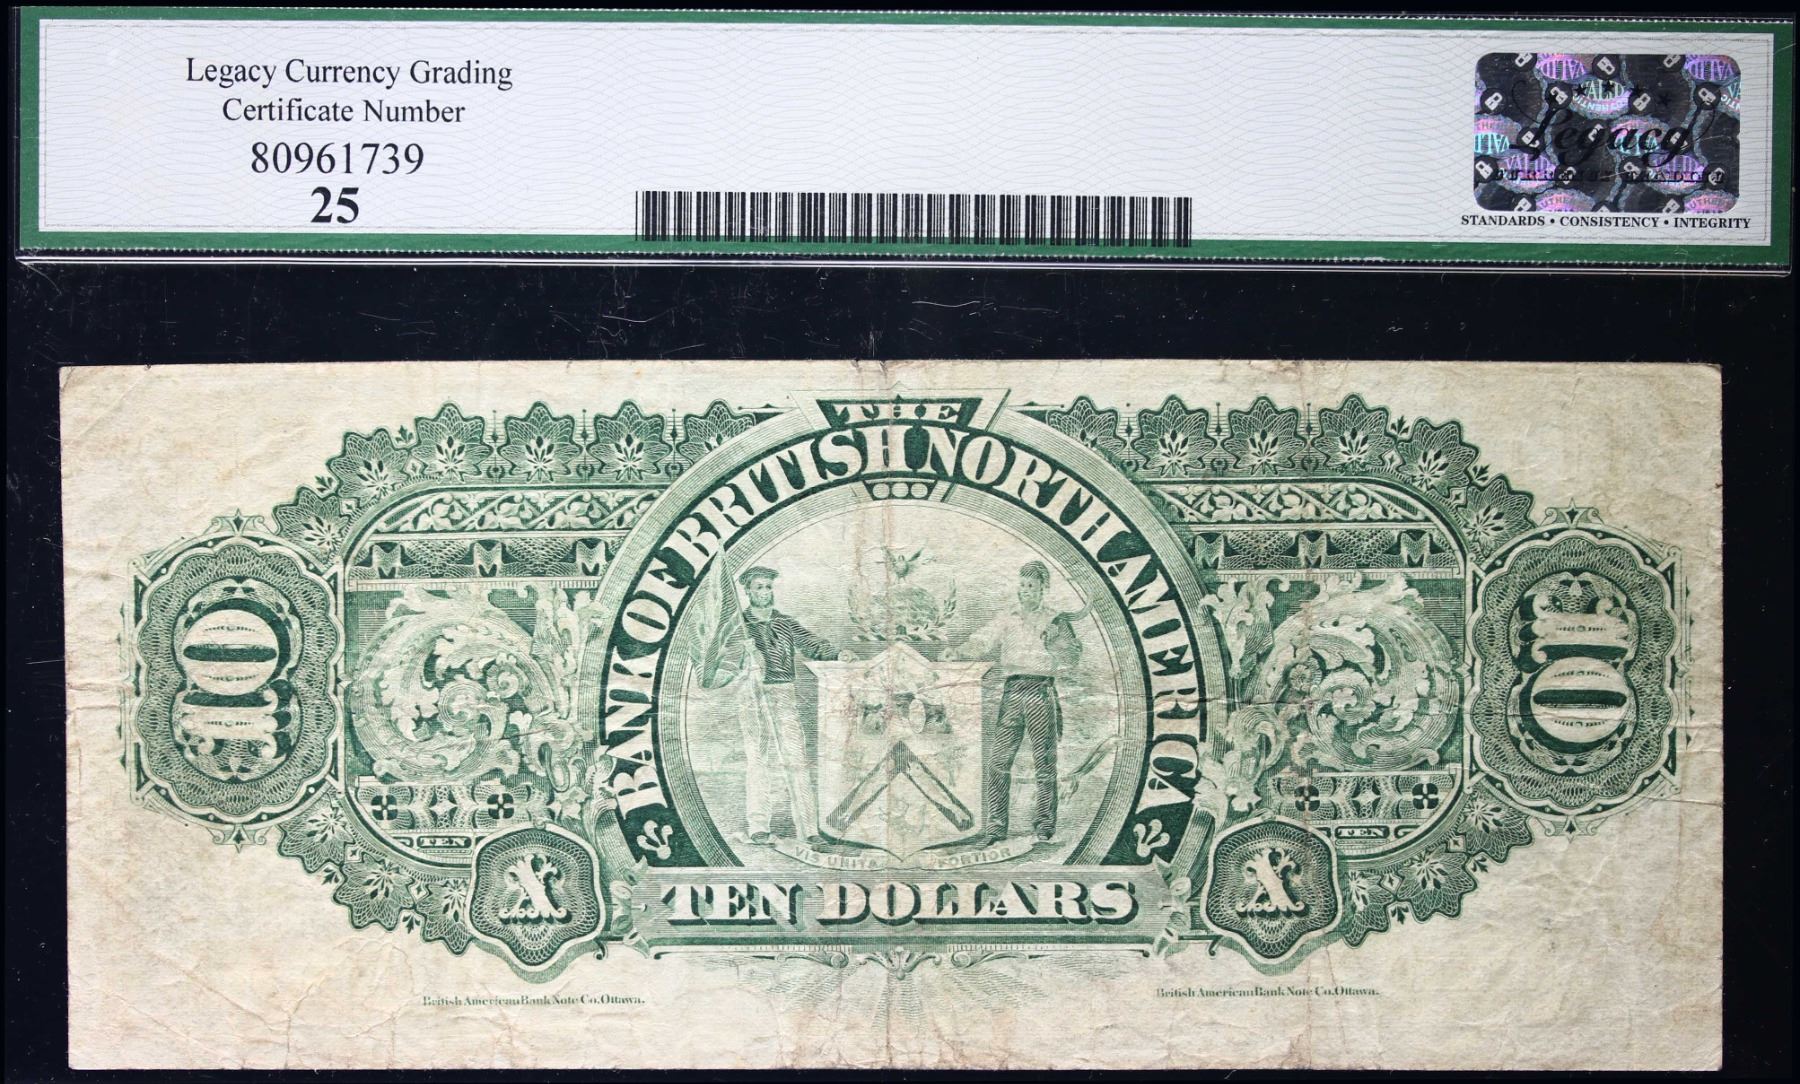 Legacy Currency Grading
Certificate Number
80961739
25
Legacy
STANDARDS • CONSISTENCY • INTEGRITY
THE
BANK OF BRITISH NORTH AMERICA
10
10
VIS UNITA FORTIOR
TEN
TEN
X
X
TEN DOLLARS
British American Bank Note Co. Ottawa.
British American Bank Note Co. Ottawa.